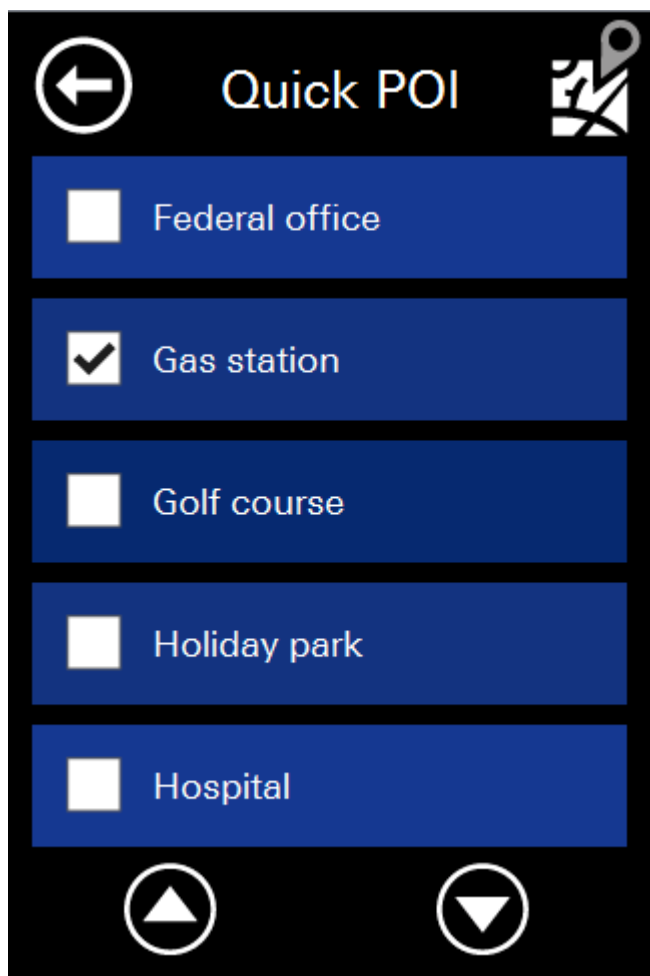 Quick POI
Federal office
Gas station
Golf course
Holiday park
Hospital